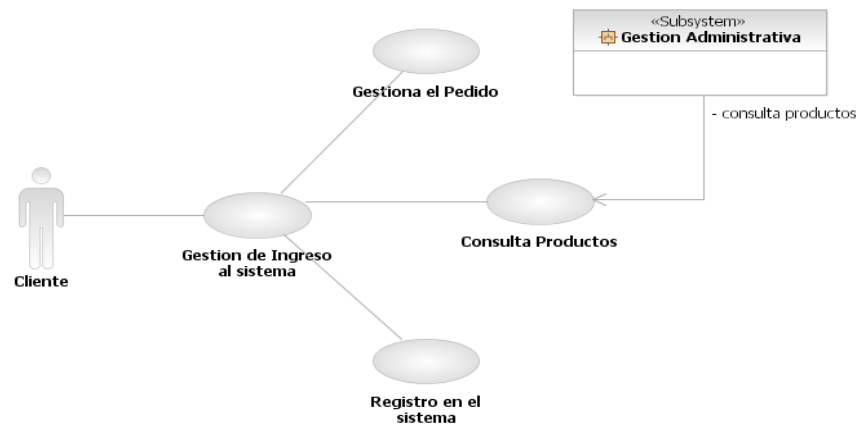 «Subsystem»
Gestion Administrativa
Gestiona el Pedido
- consulta productos
Consulta Productos
Gestion de Ingreso
al sistema
Cliente
Registro en el
sistema